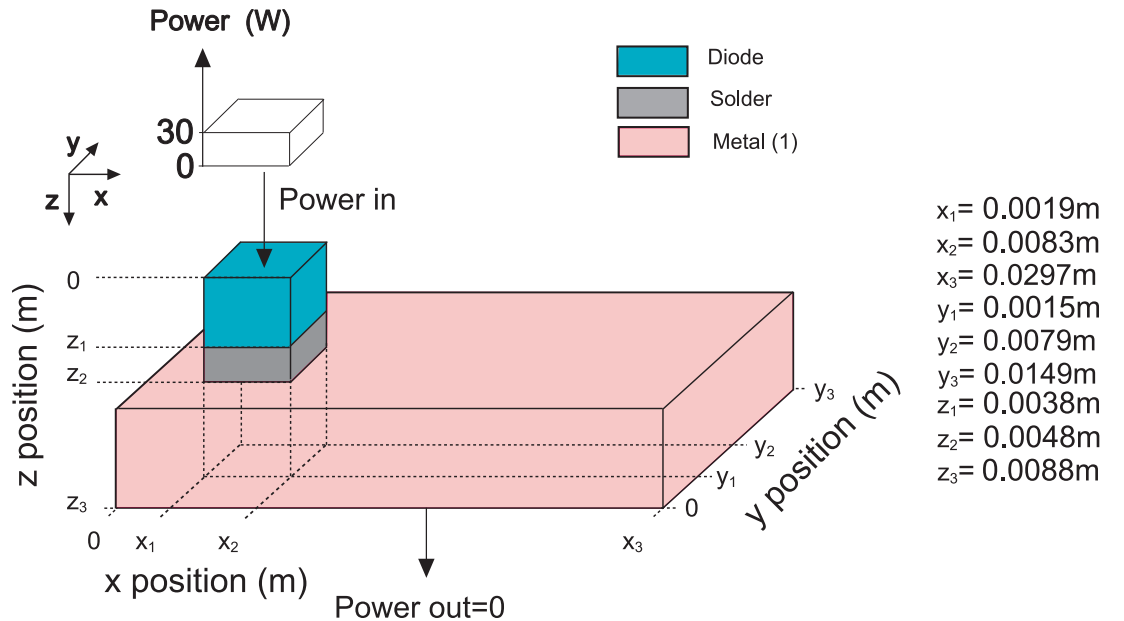 Power (W)
30
0
y
x
z
Power in
Diode
Solder
Metal (1)
x₁= 0.0019m
x₂= 0.0083m
x₃= 0.0297m
y₁= 0.0015m
y₂= 0.0079m
y₃= 0.0149m
z₁= 0.0038m
z₂= 0.0048m
z₃= 0.0088m
z position (m)
0
z₁
z₂
z₃
0
x₁
x₂
x₃
x position (m)
0
y₁
y₂
y₃
y position (m)
Power out=0